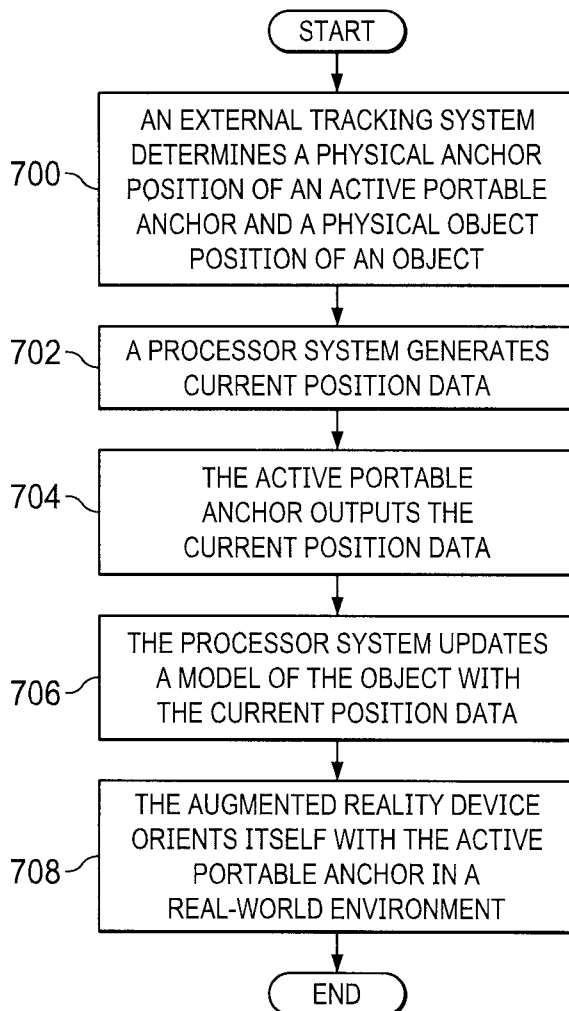 START
700
AN EXTERNAL TRACKING SYSTEM
DETERMINES A PHYSICAL ANCHOR
POSITION OF AN ACTIVE PORTABLE
ANCHOR AND A PHYSICAL OBJECT
POSITION OF AN OBJECT
702
A PROCESSOR SYSTEM GENERATES
CURRENT POSITION DATA
704
THE ACTIVE PORTABLE
ANCHOR OUTPUTS THE
CURRENT POSITION DATA
706
THE PROCESSOR SYSTEM UPDATES
A MODEL OF THE OBJECT WITH
THE CURRENT POSITION DATA
708
THE AUGMENTED REALITY DEVICE
ORIENTS ITSELF WITH THE ACTIVE
PORTABLE ANCHOR IN A
REAL-WORLD ENVIRONMENT
END